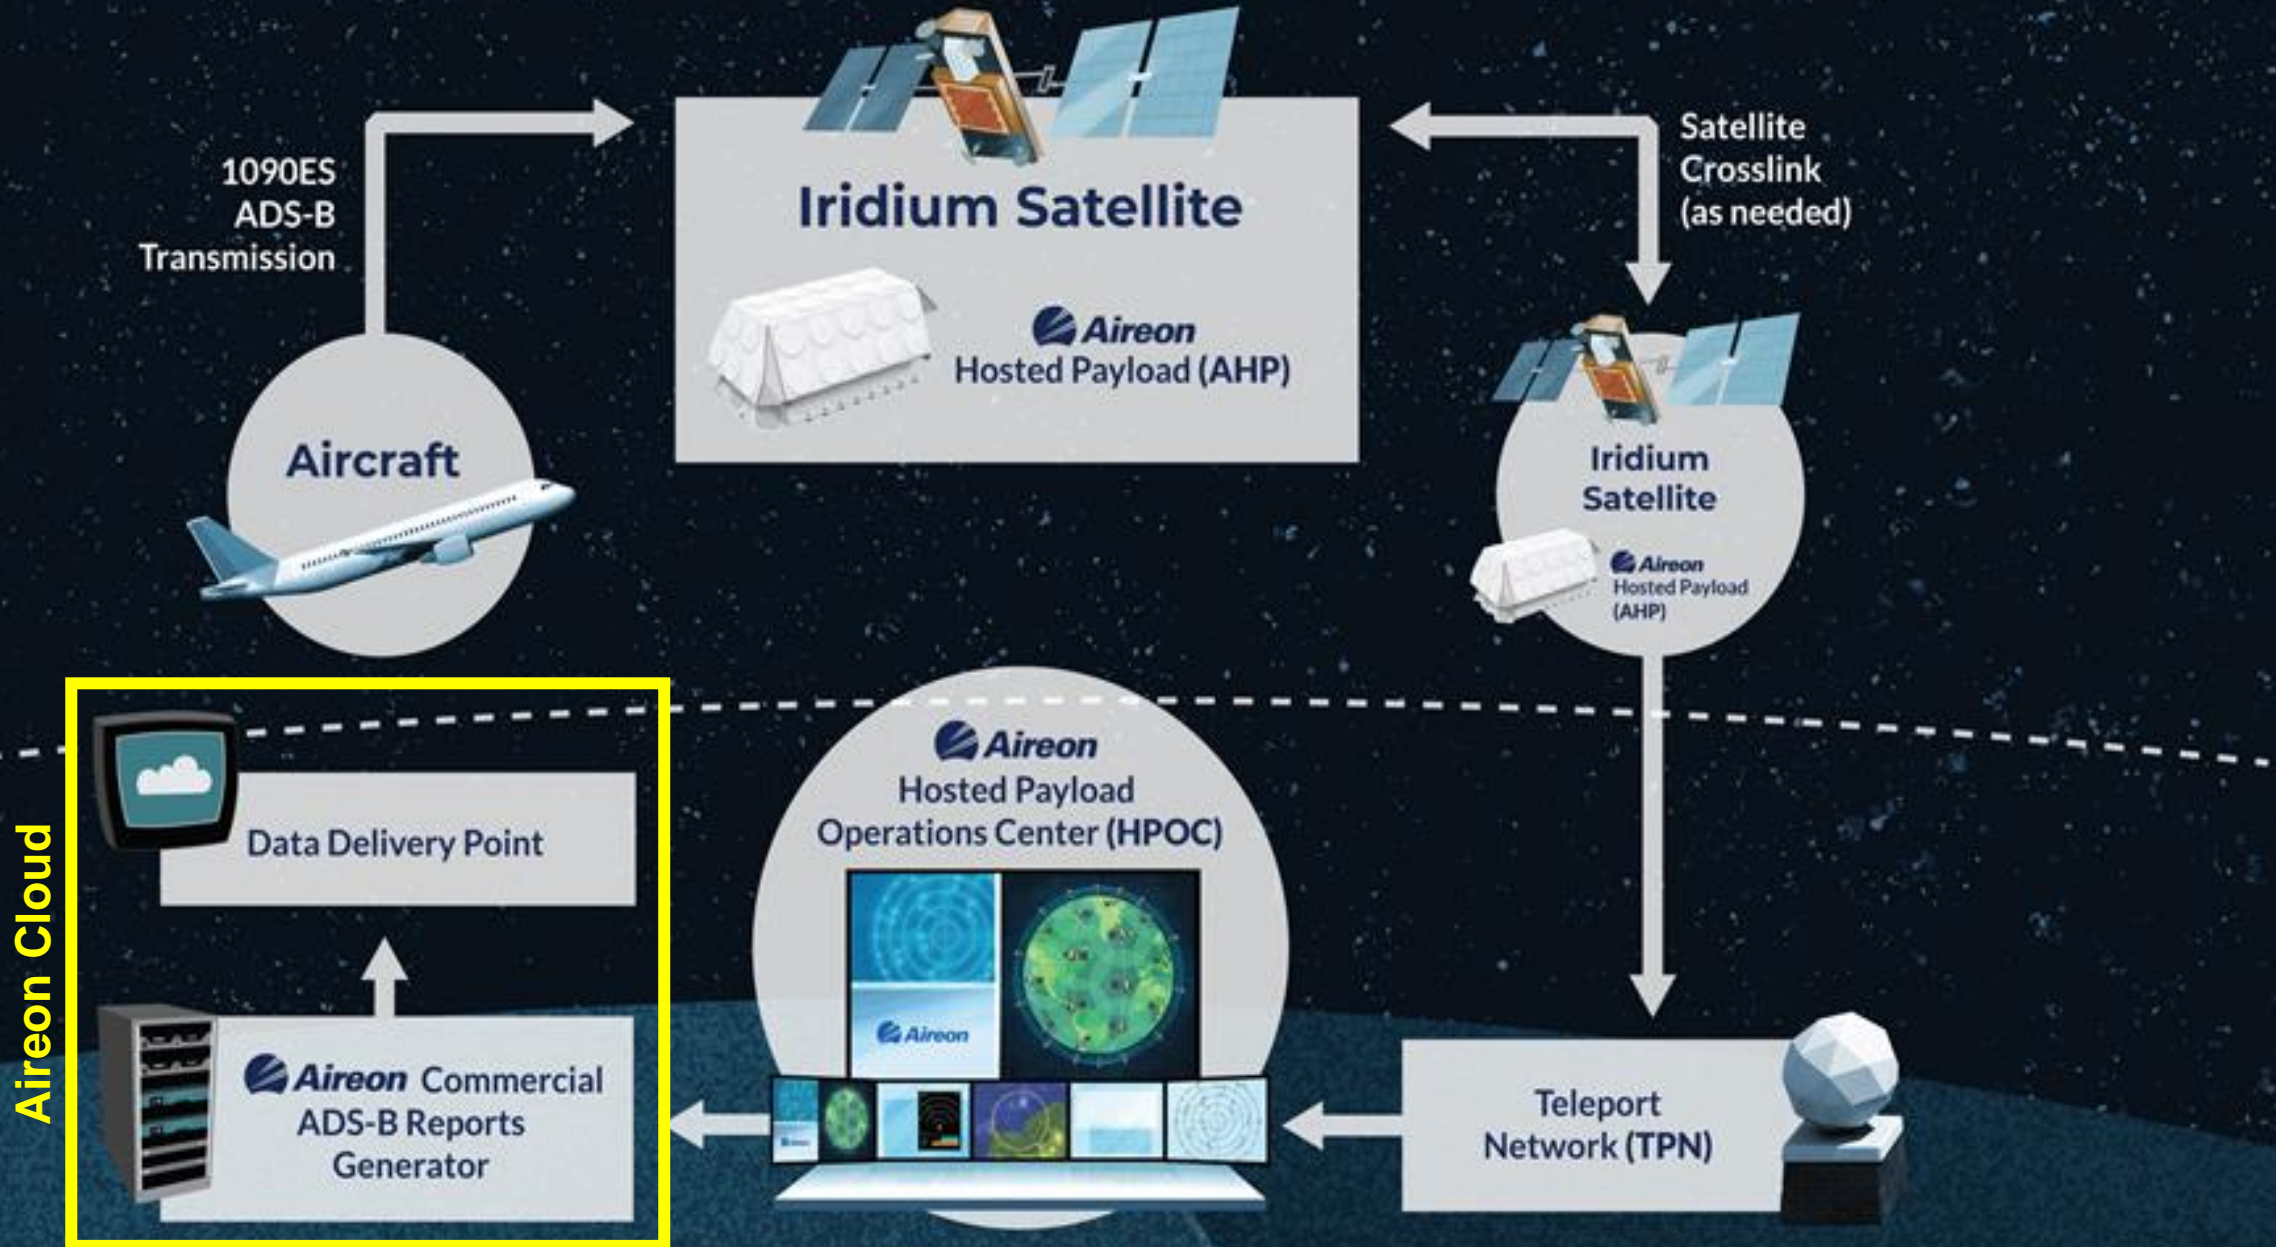 1090ES
ADS-B
Transmission
Iridium Satellite
Aireon
Hosted Payload (AHP)
Satellite
Crosslink
(as needed)
Aircraft
Iridium
Satellite
Aireon
Hosted Payload
(AHP)
Aireon Cloud
Data Delivery Point
Aireon Commercial
ADS-B Reports
Generator
Aireon
Hosted Payload
Operations Center (HPOC)
Aireon
Teleport
Network (TPN)